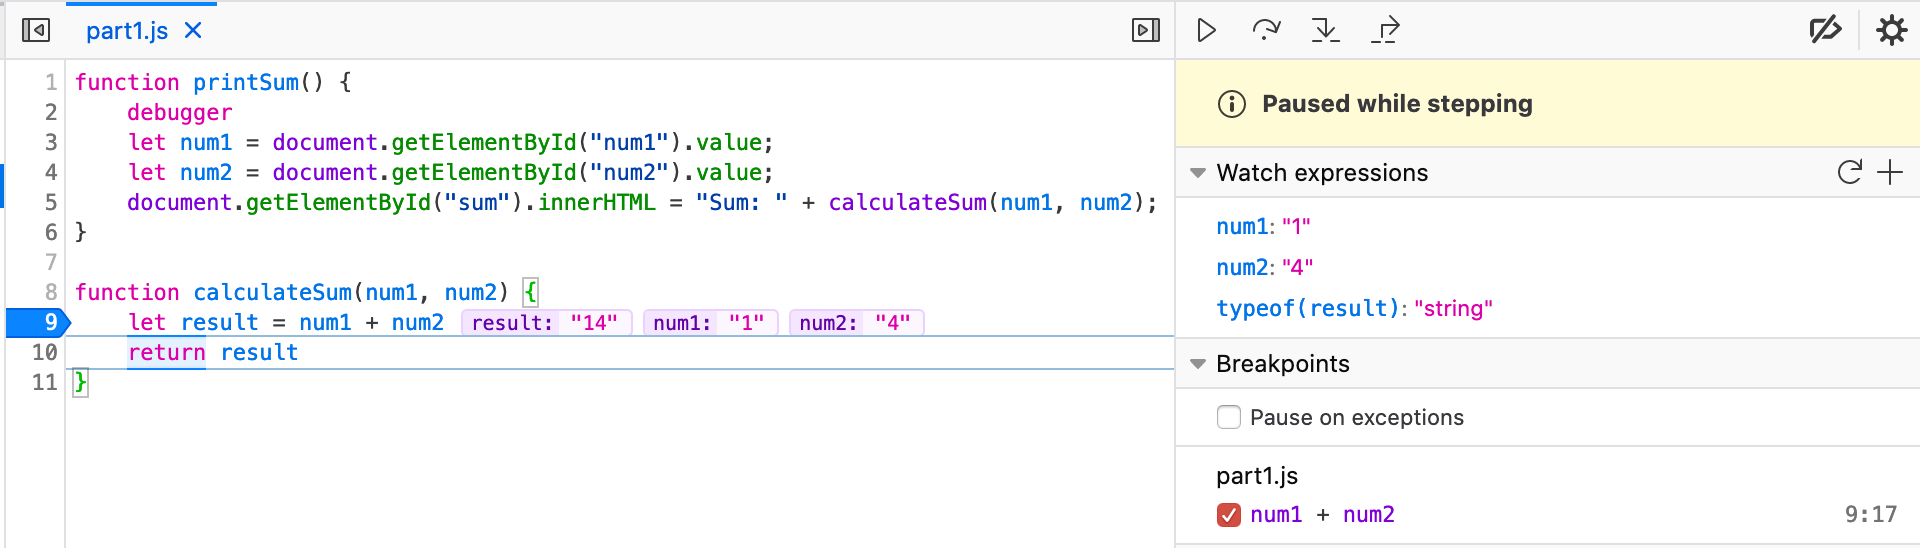 part1.js
1 function printSum() {
2 debugger
3 let num1 = document.getElementById("num1").value;
4 let num2 = document.getElementById("num2").value;
5 document.getElementById("sum").innerHTML = "Sum: " + calculateSum(num1, num2);
6 }
7
8 function calculateSum(num1, num2) {
9 let result = num1 + num2 result: "14" num1: "1" num2: "4"
10 return result
11 }
Paused while stepping
Watch expressions
num1: "1"
num2: "4"
typeof(result): "string"
Breakpoints
Pause on exceptions
part1.js
num1 + num2 9:17